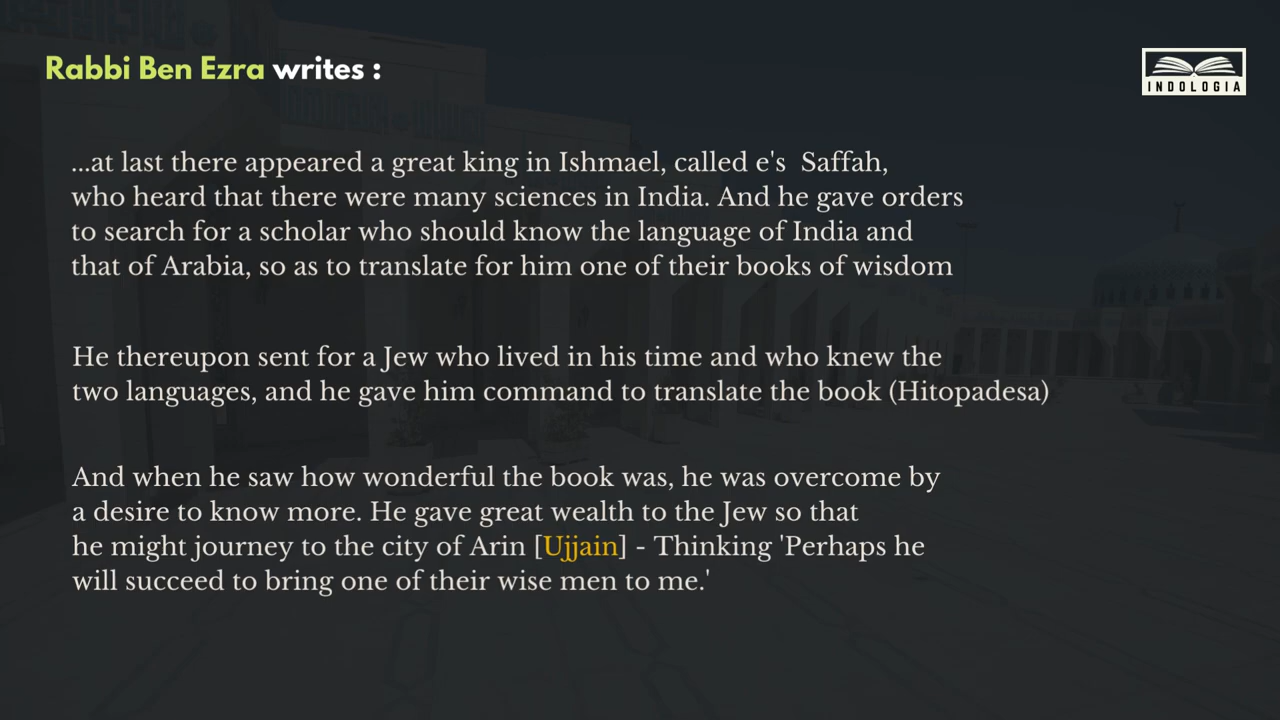 Rabbi Ben Ezra writes :
INDOLOGIA
...at last there appeared a great king in Ishmael, called e's  Saffah,
who heard that there were many sciences in India. And he gave orders
to search for a scholar who should know the language of India and
that of Arabia, so as to translate for him one of their books of wisdom
He thereupon sent for a Jew who lived in his time and who knew the
two languages, and he gave him command to translate the book (Hitopadesa)
And when he saw how wonderful the book was, he was overcome by
a desire to know more. He gave great wealth to the Jew so that
he might journey to the city of Arin [Ujjain] - Thinking 'Perhaps he
will succeed to bring one of their wise men to me.'